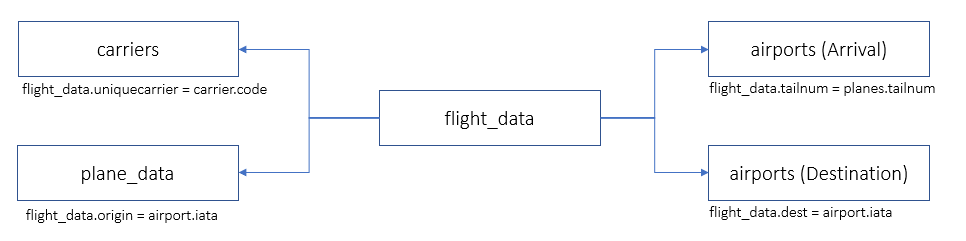 carriers
flight_data.uniquecarrier = carrier.code
plane_data
flight_data.origin = airport.iata
flight_data
airports (Arrival)
flight_data.tailnum = planes.tailnum
airports (Destination)
flight_data.dest = airport.iata